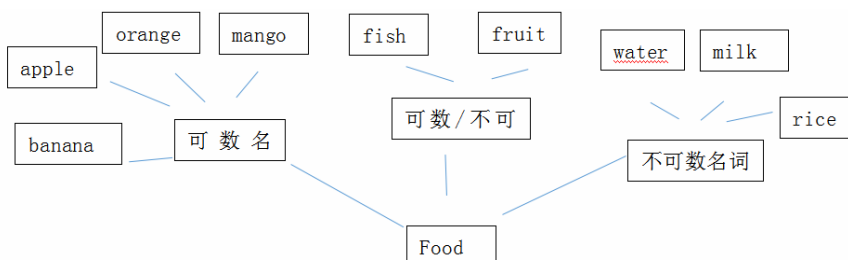 orange
mango
fish
fruit
water
milk
apple
rice
banana
可 数 名
可数/不可
不可数名词
Food